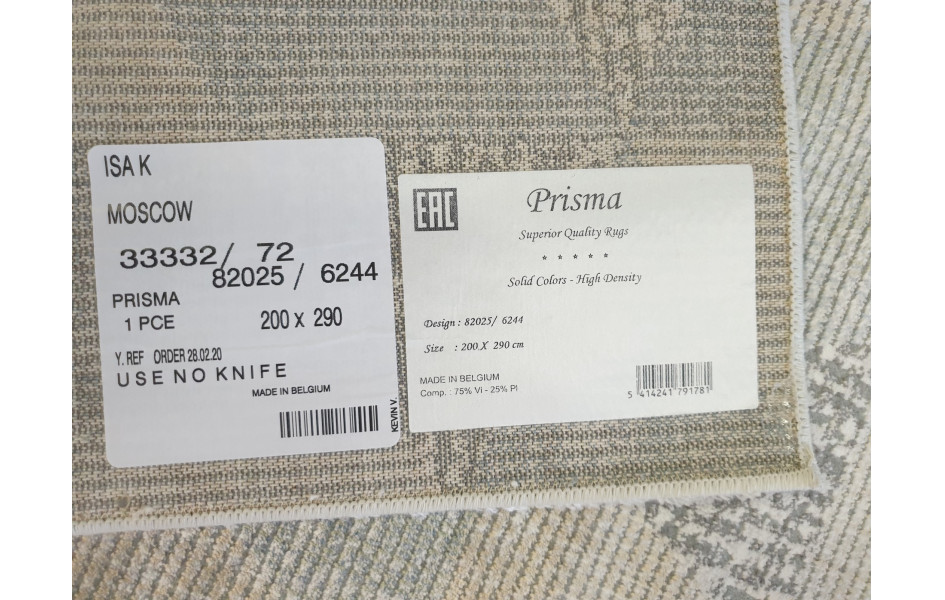 ISA K
MOSCOW
33332/ 72
82025 / 6244
PRISMA
1 PCE 200 X 290
Y. REF ORDER 28.02.20
USE NO KNIFE
MADE IN BELGIUM
KEVIN V.
EAC
Prisma
Superior Quality Rugs
* * * * *
Solid Colors - High Density
Design : 82025/ 6244
Size : 200 X 290 cm
MADE IN BELGIUM
Comp. : 75% Vi - 25% Pl
5 414241 791781